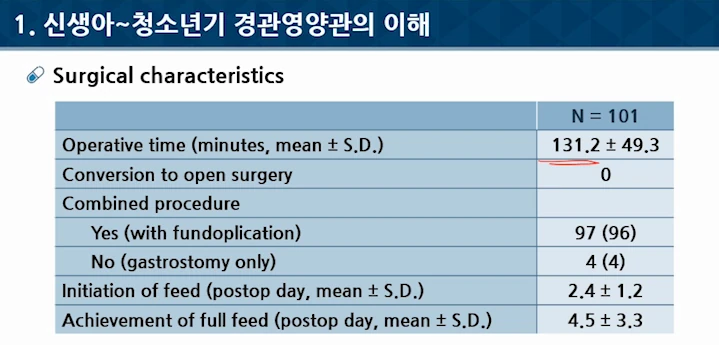 1. 신생아~청소년기 경관영양관의 이해
Surgical characteristics
N = 101
Operative time (minutes, mean ± S.D.) 131.2 ± 49.3
Conversion to open surgery 0
Combined procedure
Yes (with fundoplication) 97 (96)
No (gastrostomy only) 4 (4)
Initiation of feed (postop day, mean ± S.D.) 2.4 ± 1.2
Achievement of full feed (postop day, mean ± S.D.) 4.5 ± 3.3